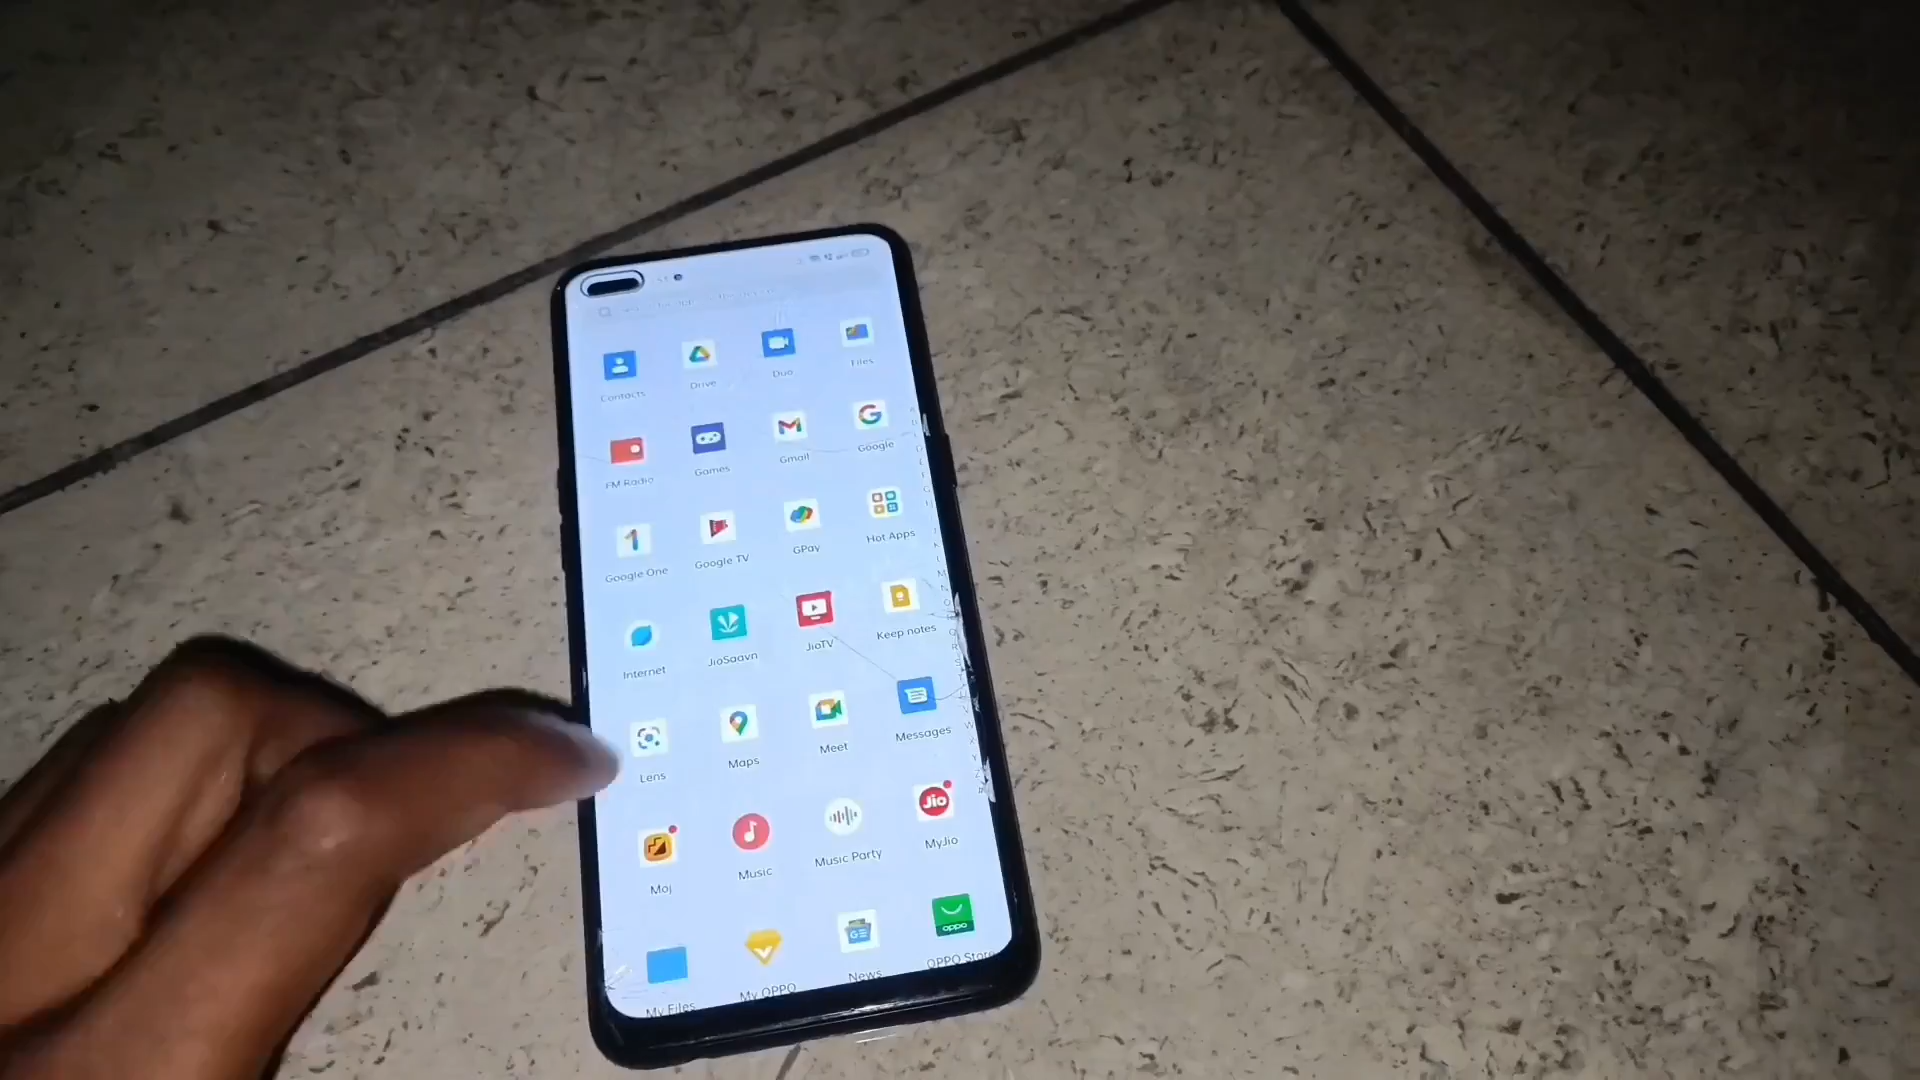 Contacts Drive Duo Files
FM Radio Games Gmail Google
Google One Google TV GPay Hot Apps
Internet JioSaavn JioTV Keep notes
Lens Maps Meet Messages
Jio
Moj Music Music Party MyJio
GE
oppo
My Files My OPPO News OPPO Store